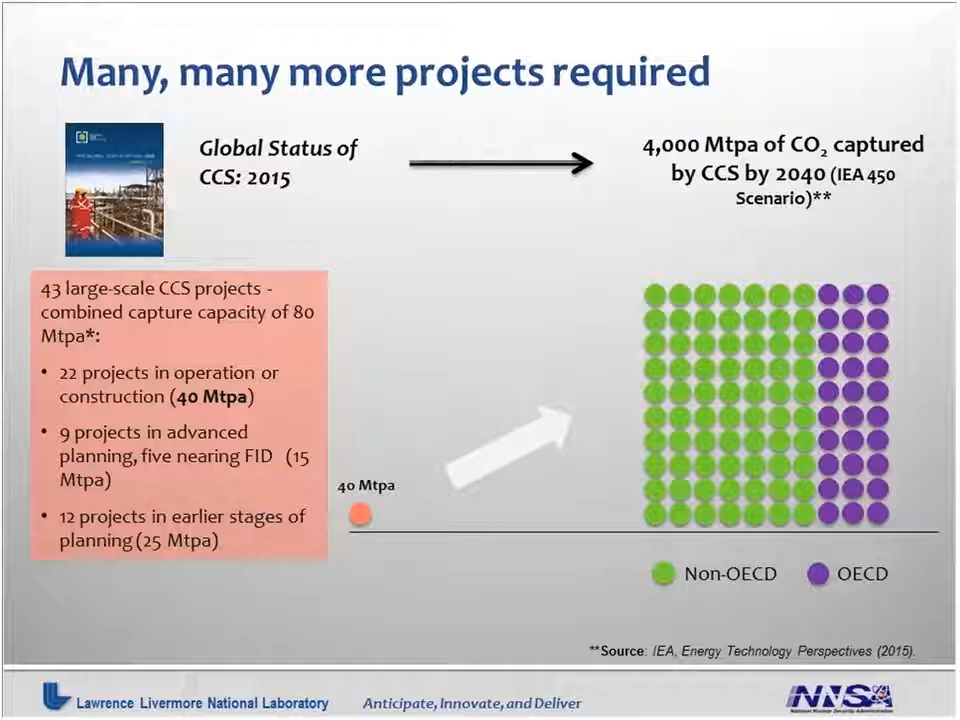 Many, many more projects required
Global Status of
CCS: 2015
4,000 Mtpa of CO₂ captured
by CCS by 2040 (IEA 450
Scenario)**
43 large-scale CCS projects -
combined capture capacity of 80
Mtpa*:
• 22 projects in operation or
construction (40 Mtpa)
• 9 projects in advanced
planning, five nearing FID (15
Mtpa)
• 12 projects in earlier stages of
planning (25 Mtpa)
40 Mtpa
Non-OECD
OECD
**Source: IEA, Energy Technology Perspectives (2015).
Lawrence Livermore National Laboratory
Anticipate, Innovate, and Deliver
NNSA
National Nuclear Security Administration